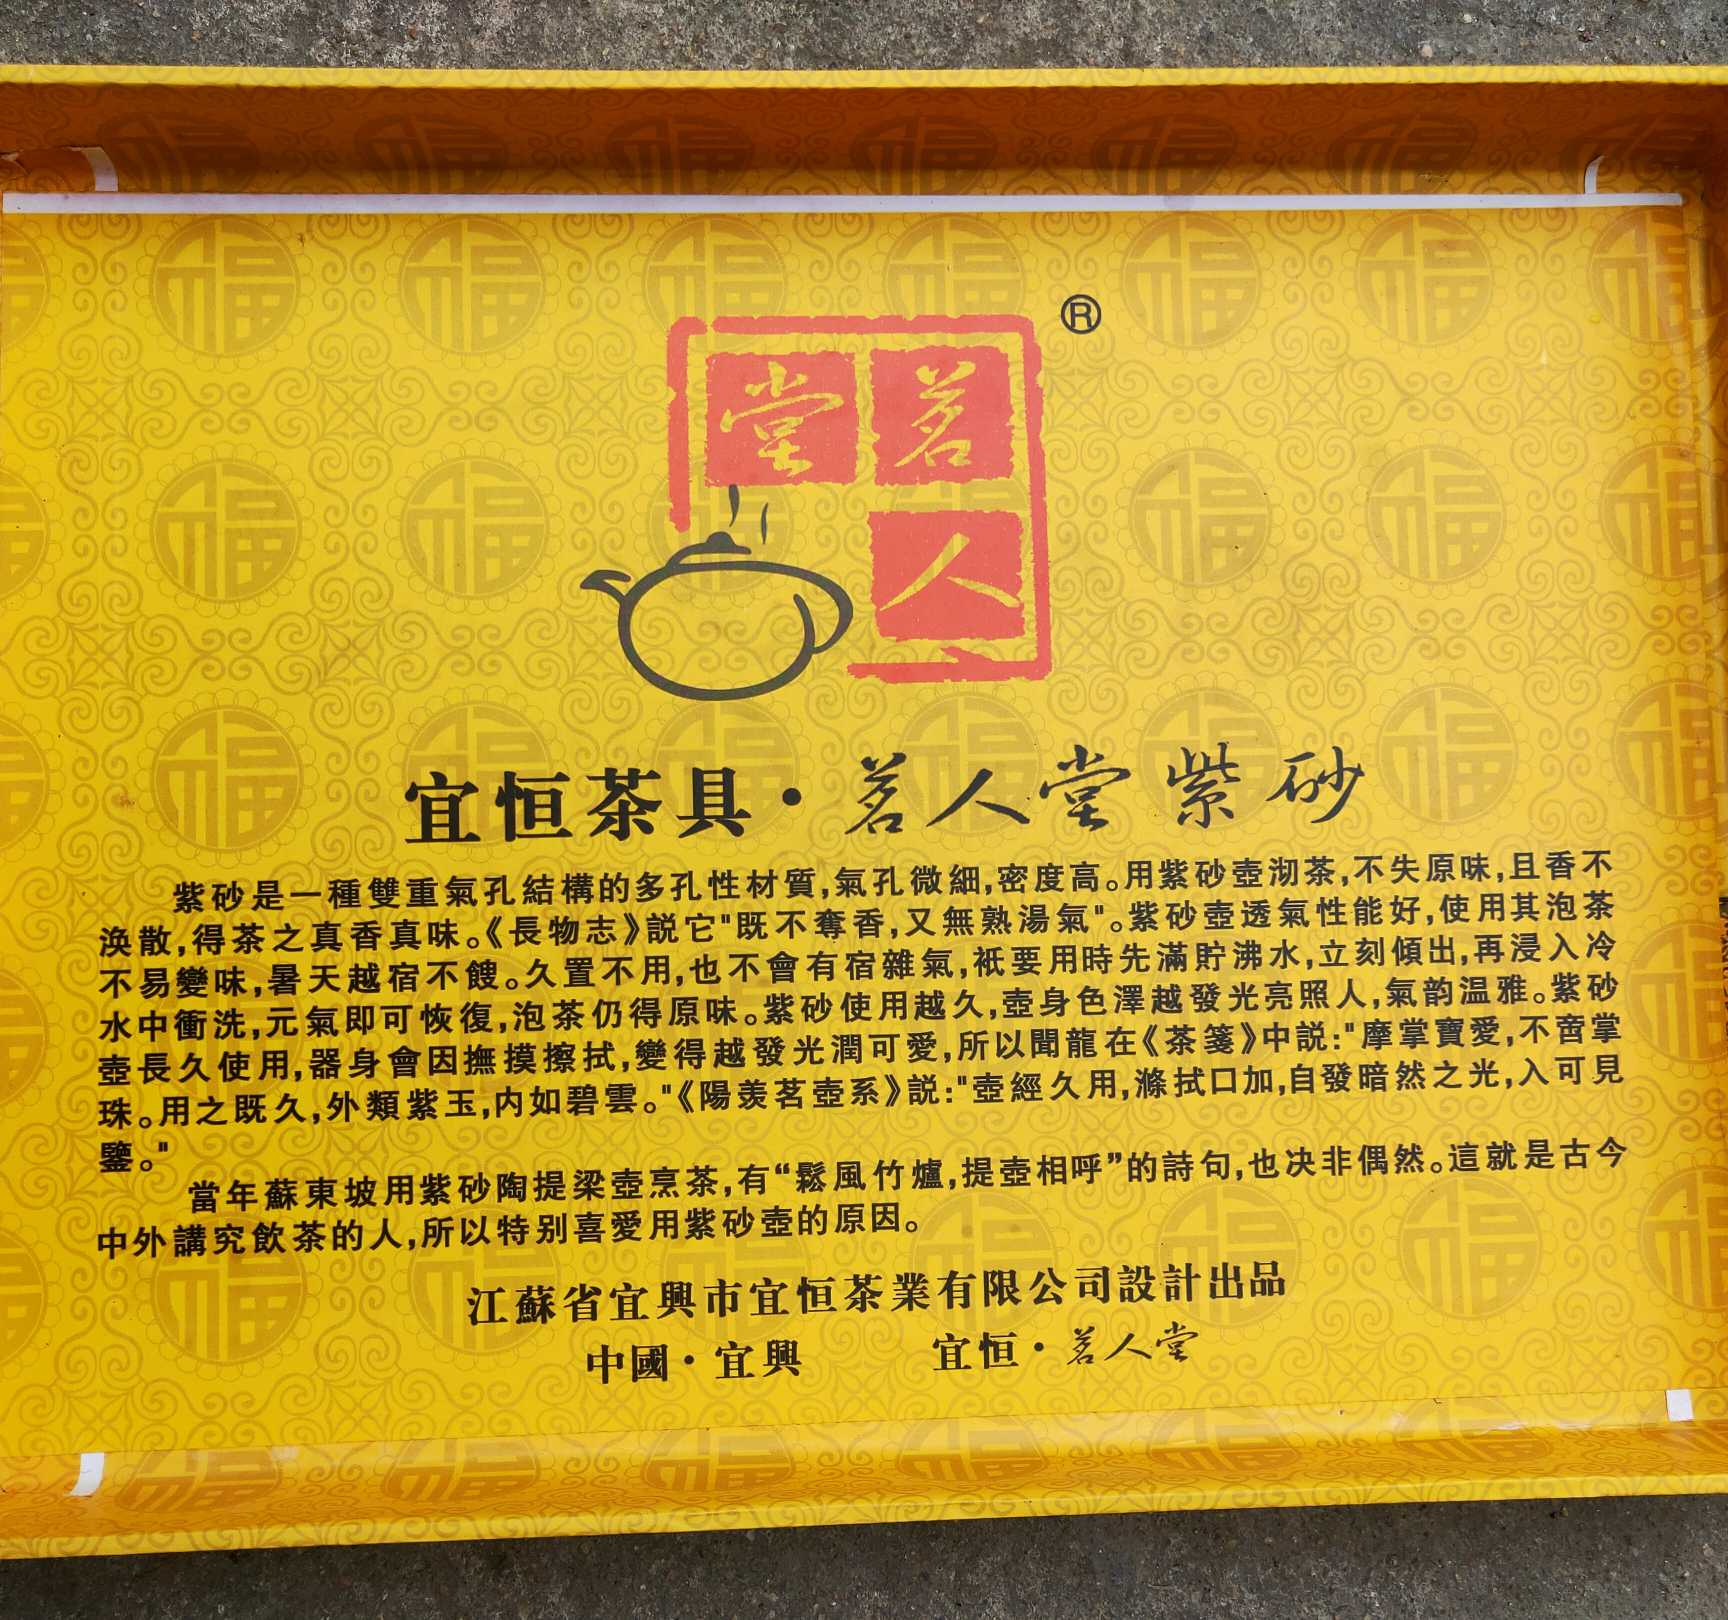 ®
茗人堂
宜恒茶具·茗人堂紫砂
紫砂是一種雙重氣孔結構的多孔性材質,氣孔微細,密度高。用紫砂壺沏茶,不失原味,且香不
渙散,得茶之真香真味。《長物志》説它"既不奪香,又無熟湯氣"。紫砂壺透氣性能好,使用其泡茶
不易變味,暑天越宿不餿。久置不用,也不會有宿雜氣,衹要用時先滿貯沸水,立刻傾出,再浸入冷
水中衝洗,元氣即可恢復,泡茶仍得原味。紫砂使用越久,壺身色澤越發光亮照人,氣韵温雅。紫砂
壺長久使用,器身會因撫摸擦拭,變得越發光潤可愛,所以聞龍在《茶箋》中説:"摩掌寶愛,不啻掌
珠。用之既久,外類紫玉,内如碧雲。"《陽羡茗壺系》説:"壺經久用,滌拭口加,自發暗然之光,入可見
鑒。"
當年蘇東坡用紫砂陶提梁壺烹茶,有“鬆風竹爐,提壺相呼”的詩句,也决非偶然。這就是古今
中外講究飲茶的人,所以特别喜愛用紫砂壺的原因。
江蘇省宜興市宜恒茶業有限公司設計出品
中國·宜興 宜恒·茗人堂